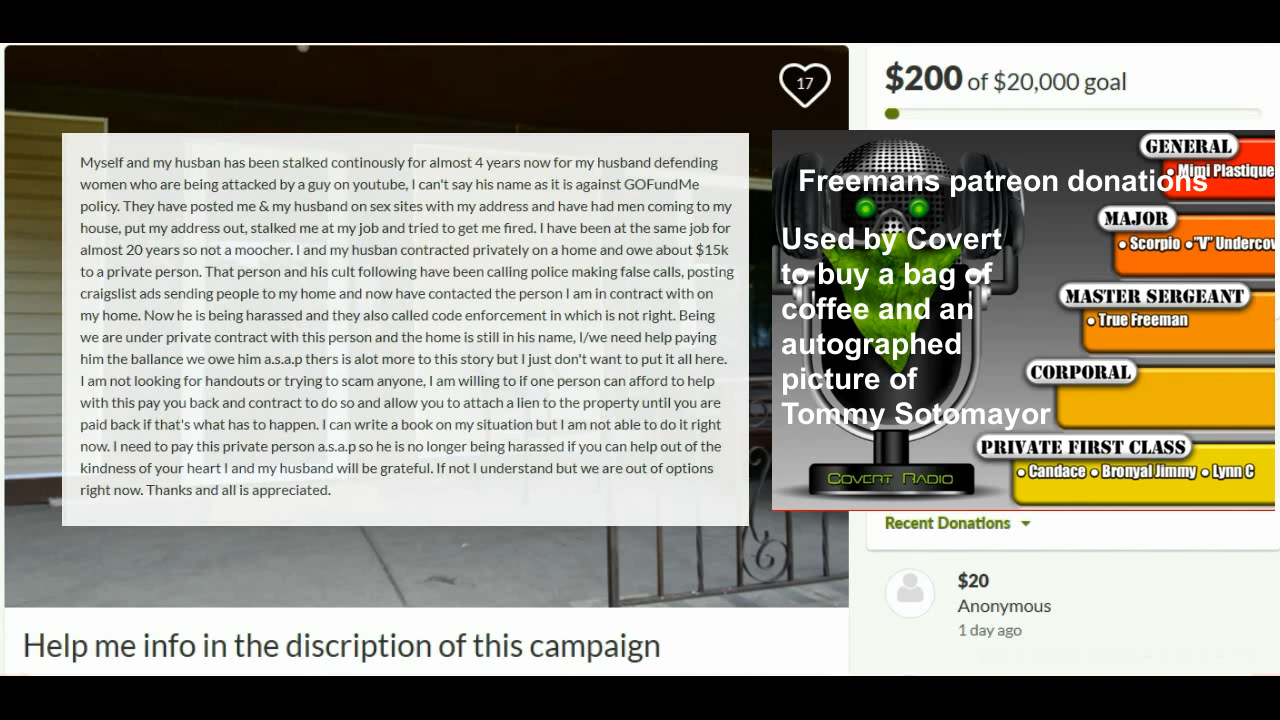 17
$200 of $20,000 goal
Myself and my husban has been stalked continously for almost 4 years now for my husband defending
women who are being attacked by a guy on youtube, I can't say his name as it is against GOFundMe
policy. They have posted me & my husband on sex sites with my address and have had men coming to my
house, put my address out, stalked me at my job and tried to get me fired. I have been at the same job for
almost 20 years so not a moocher. I and my husban contracted privately on a home and owe about $15k
to a private person. That person and his cult following have been calling police making false calls, posting
craigslist ads sending people to my home and now have contacted the person I am in contract with on
my home. Now he is being harassed and they also called code enforcement in which is not right. Being
we are under private contract with this person and the home is still in his name, I/we need help paying
him the ballance we owe him a.s.a.p thers is alot more to this story but I just don't want to put it all here.
I am not looking for handouts or trying to scam anyone, I am willing to if one person can afford to help
with this pay you back and contract to do so and allow you to attach a lien to the property until you are
paid back if that's what has to happen. I can write a book on my situation but I am not able to do it right
now. I need to pay this private person a.s.a.p so he is no longer being harassed if you can help out of the
kindness of your heart I and my husband will be grateful. If not I understand but we are out of options
right now. Thanks and all is appreciated.
Freemans patreon donations
Used by Covert
to buy a bag of
coffee and an
autographed
picture of
Tommy Sotomayor
COVERT RADIO
GENERAL
• Mimi Plastique
MAJOR
• Scorpio • "V" Undercov
MASTER SERGEANT
• True Freeman
CORPORAL
PRIVATE FIRST CLASS
• Candace • Bronyal Jimmy • Lynn C
Recent Donations
$20
Anonymous
1 day ago
Help me info in the discription of this campaign